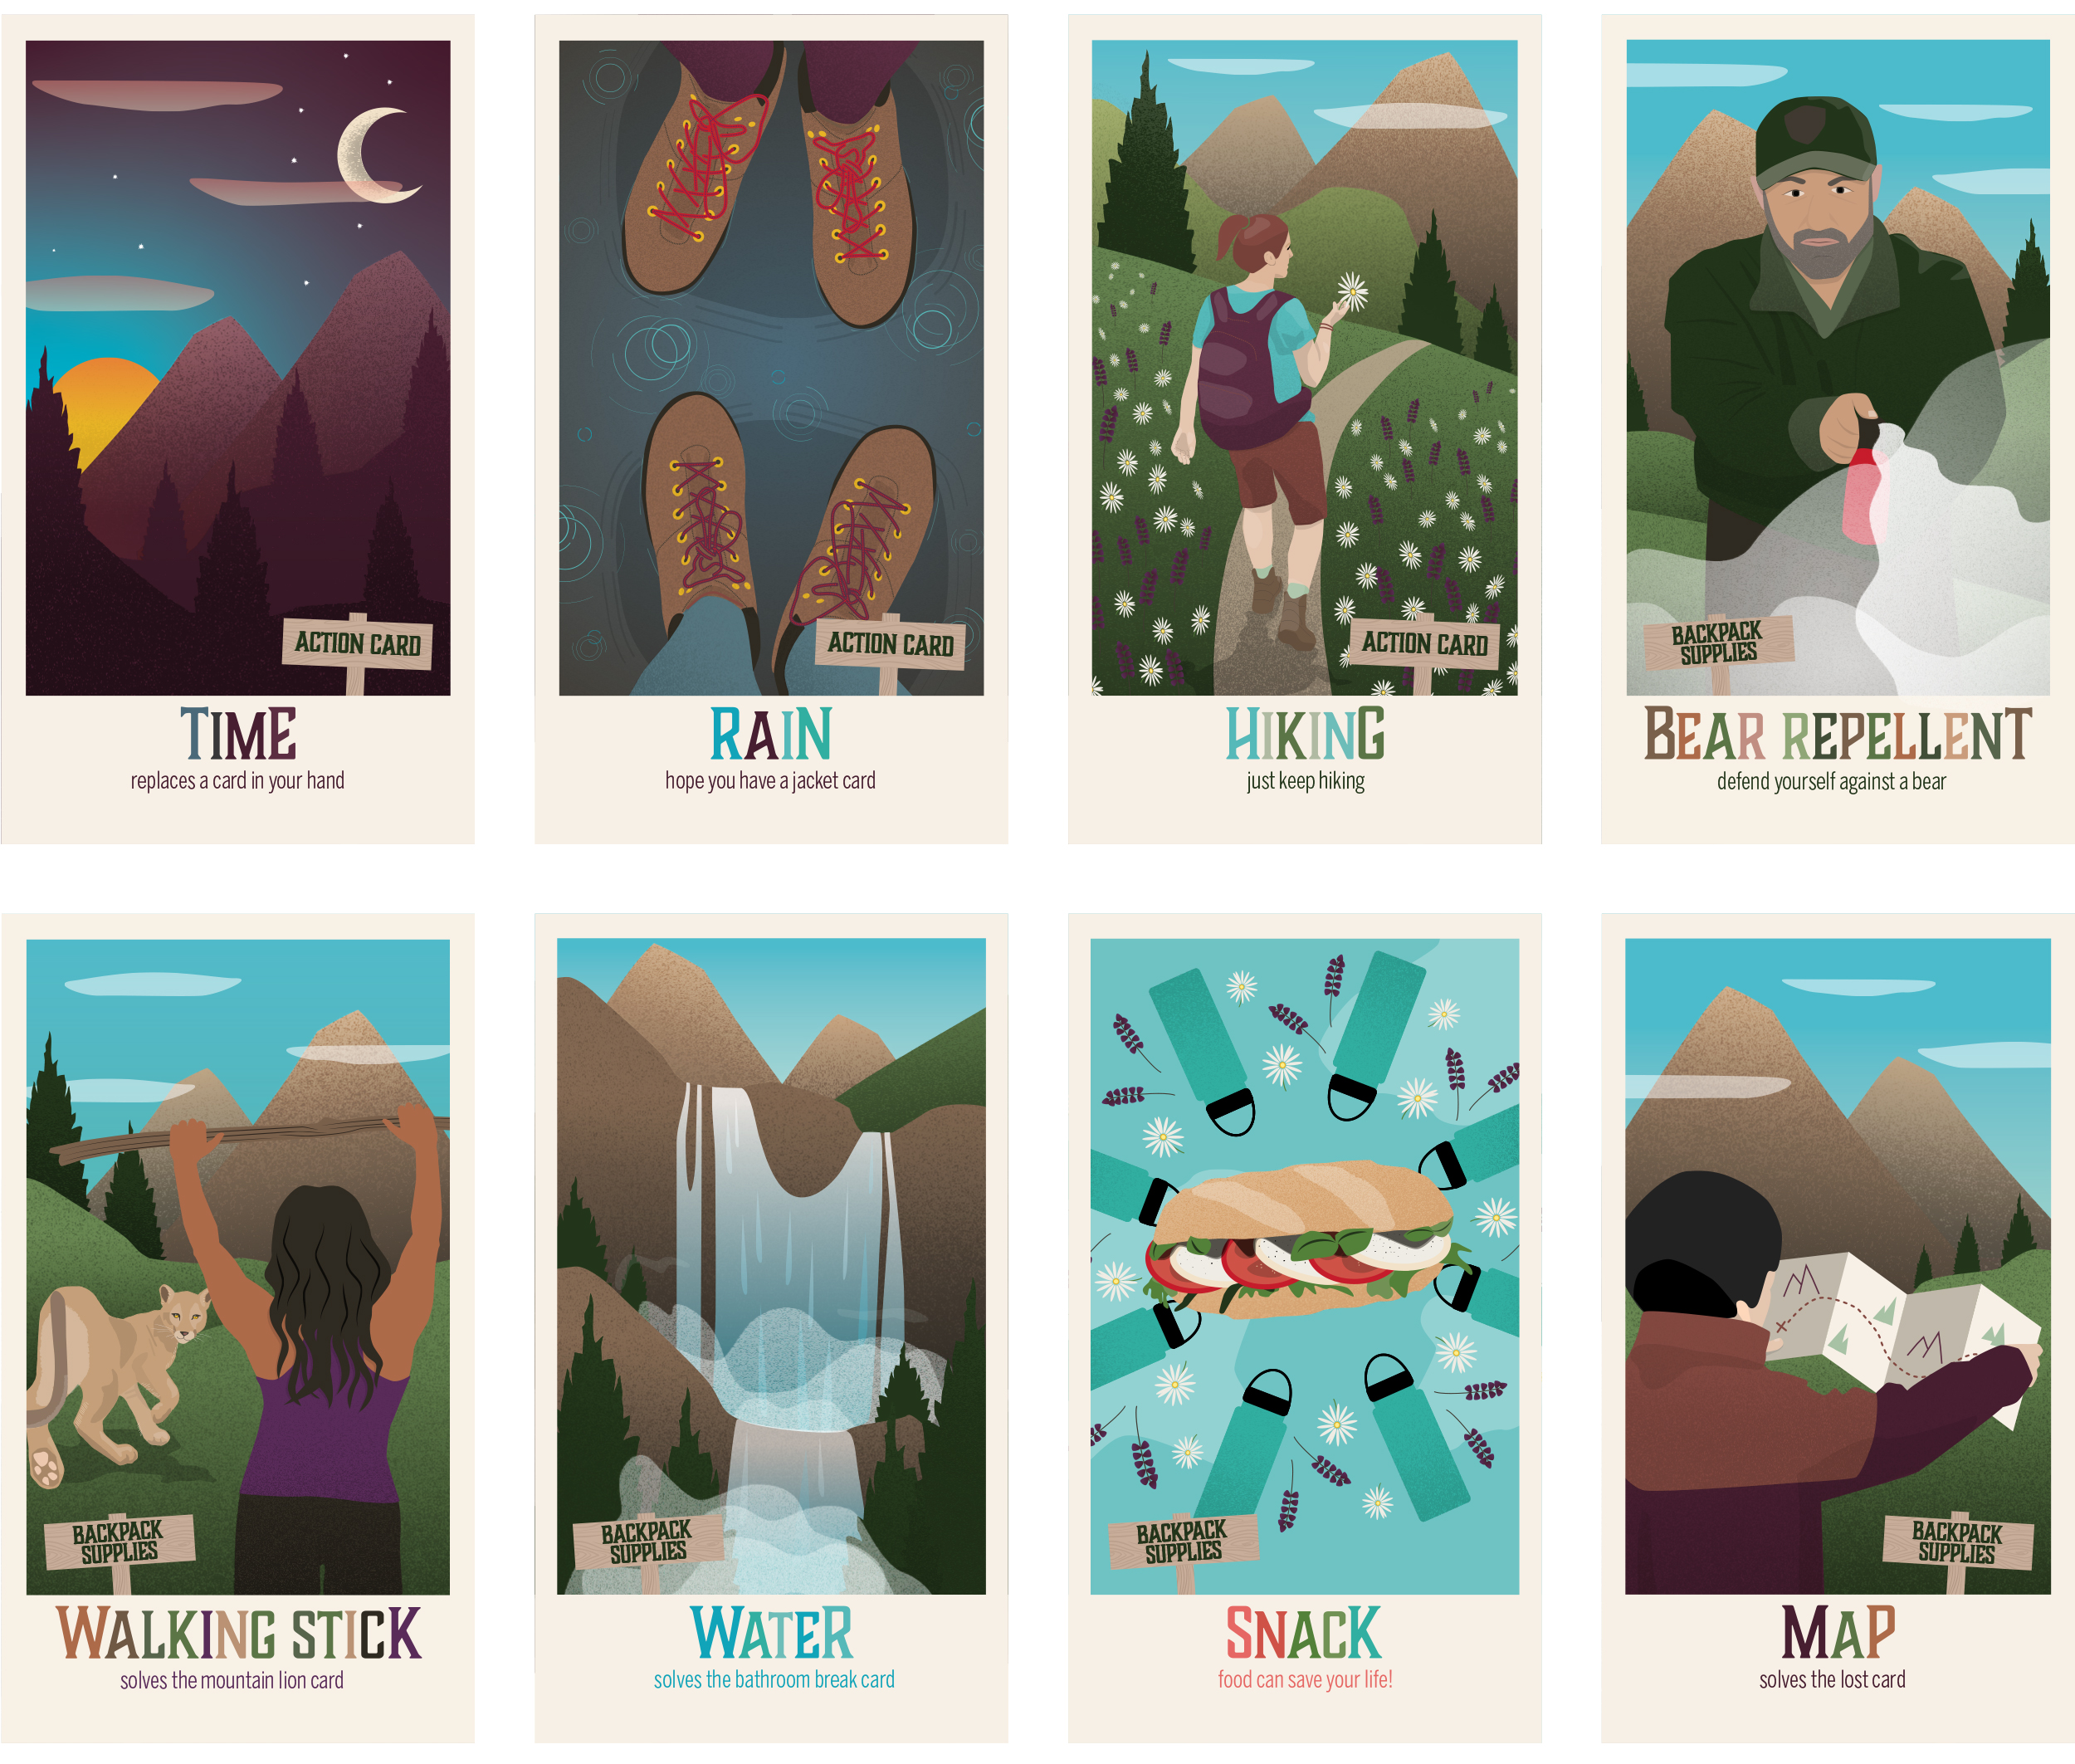 ACTION CARD
TIME
replaces a card in your hand
ACTION CARD
RAIN
hope you have a jacket card
ACTION CARD
HIKING
just keep hiking
BACKPACK
SUPPLIES
BEAR REPELLENT
defend yourself against a bear
BACKPACK
SUPPLIES
WALKING STICK
solves the mountain lion card
BACKPACK
SUPPLIES
WATER
solves the bathroom break card
BACKPACK
SUPPLIES
SNACK
food can save your life!
BACKPACK
SUPPLIES
MAP
solves the lost card